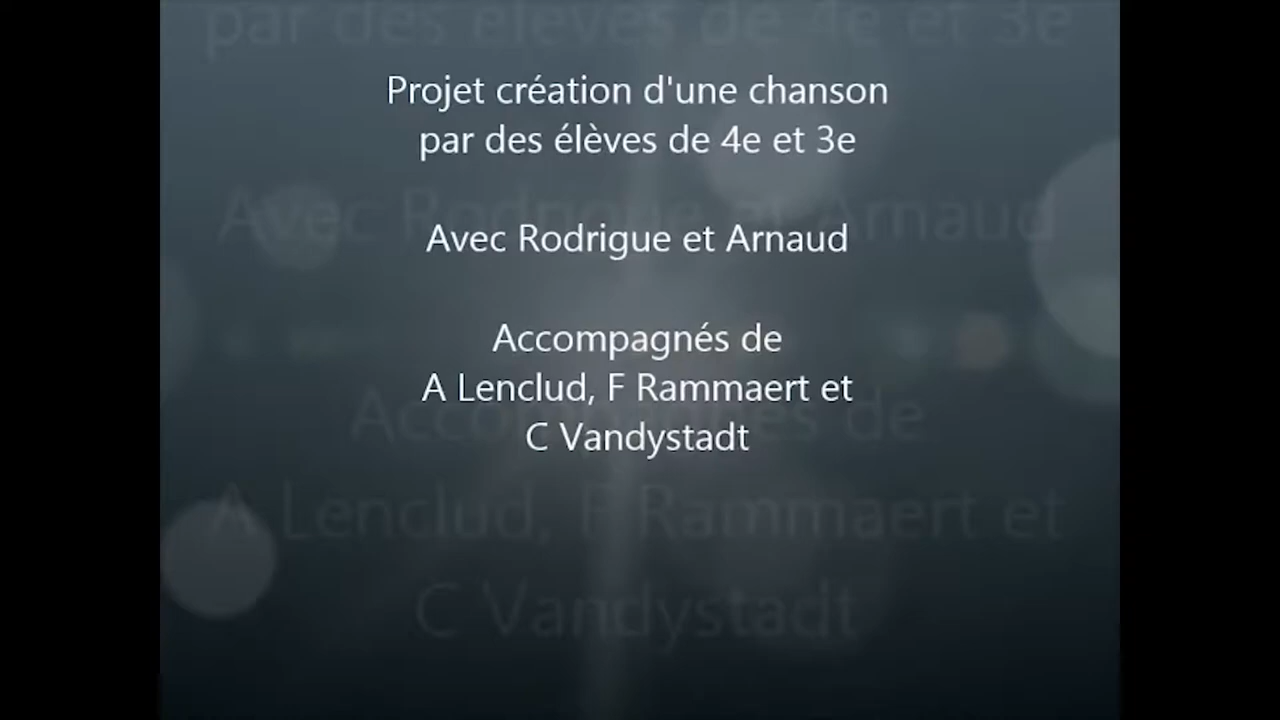 Projet création d'une chanson
par des élèves de 4e et 3e
Avec Rodrigue et Arnaud
Accompagnés de
A Lenclud, F Rammaert et
C Vandystadt